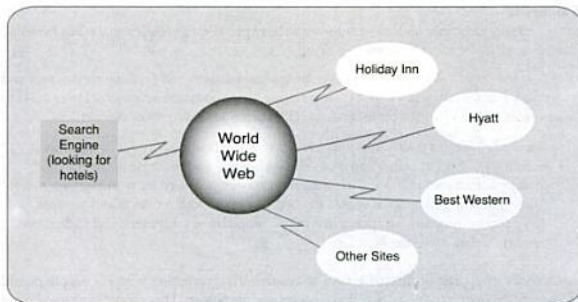 Search
Engine
(looking for
hotels)
World
Wide
Web
Holiday Inn
Hyatt
Best Western
Other Sites